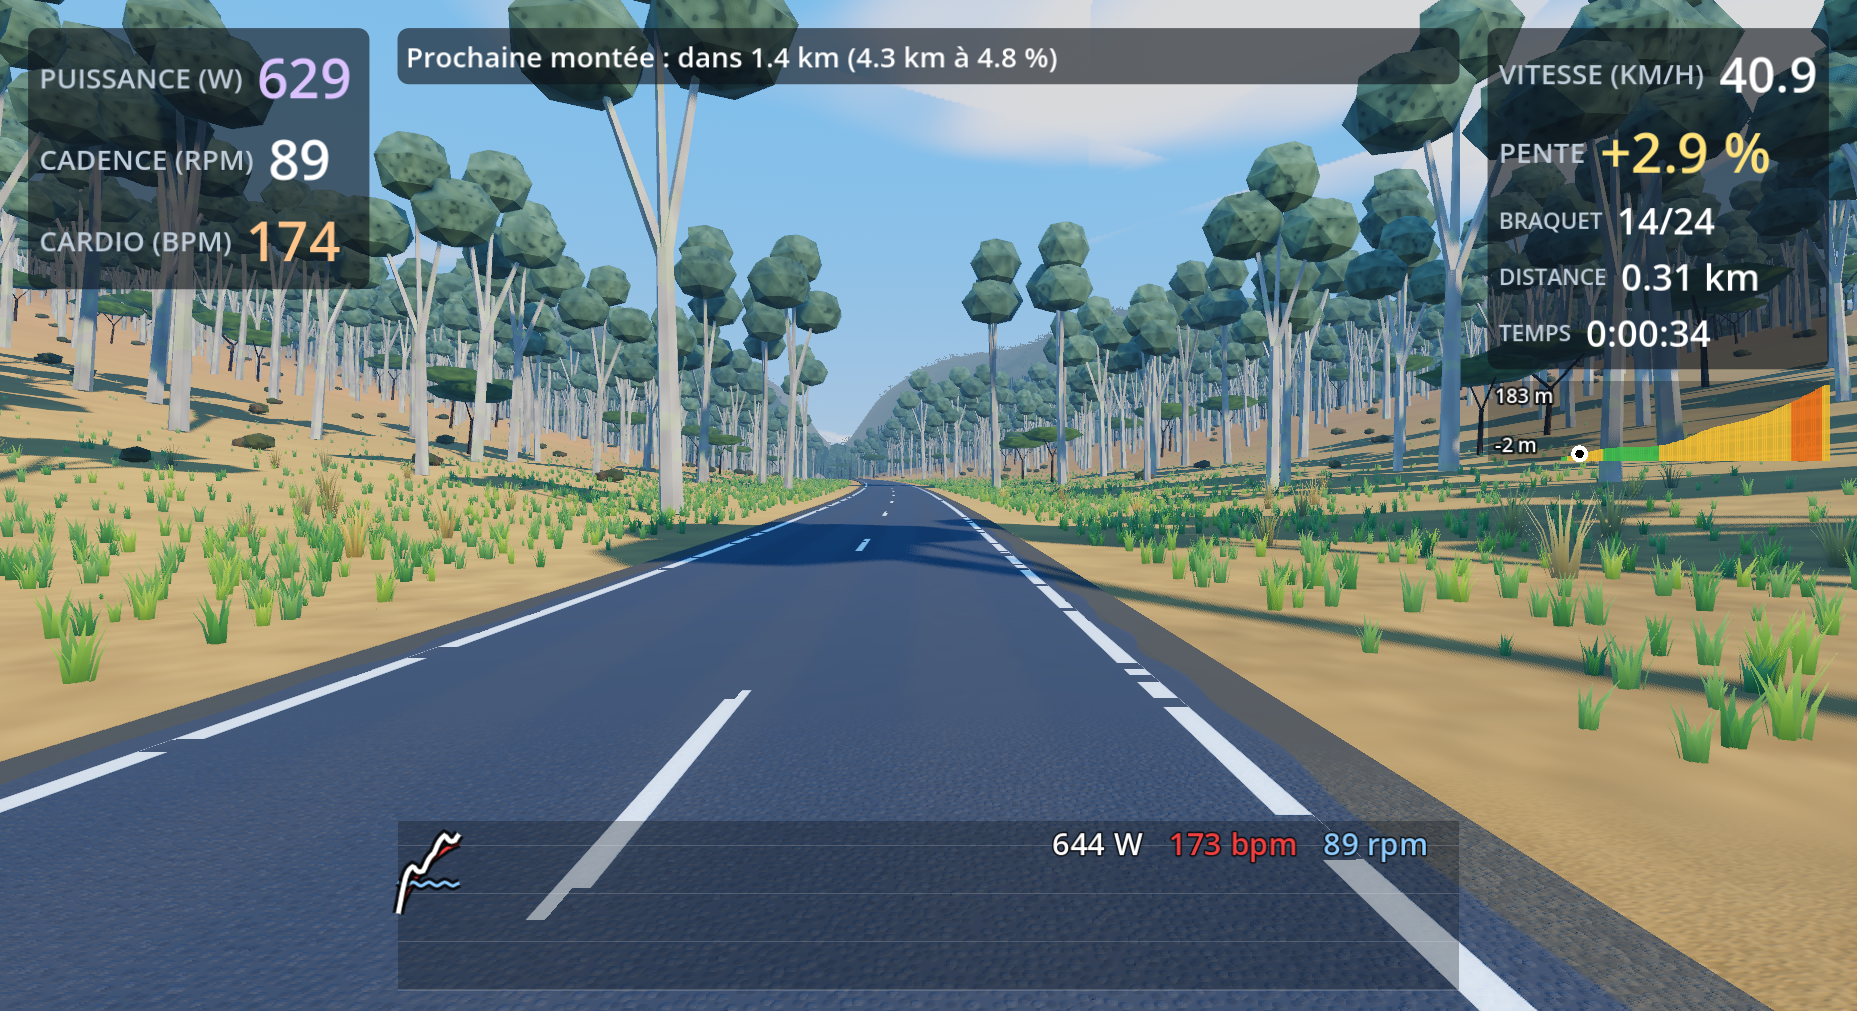 PUISSANCE (W) 629
CADENCE (RPM) 89
CARDIO (BPM) 174
Prochaine montée : dans 1.4 km (4.3 km à 4.8 %)
VITESSE (KM/H) 40.9
PENTE +2.9 %
BRAQUET 14/24
DISTANCE 0.31 km
TEMPS 0:00:34
183 m
-2 m
644 W 173 bpm 89 rpm